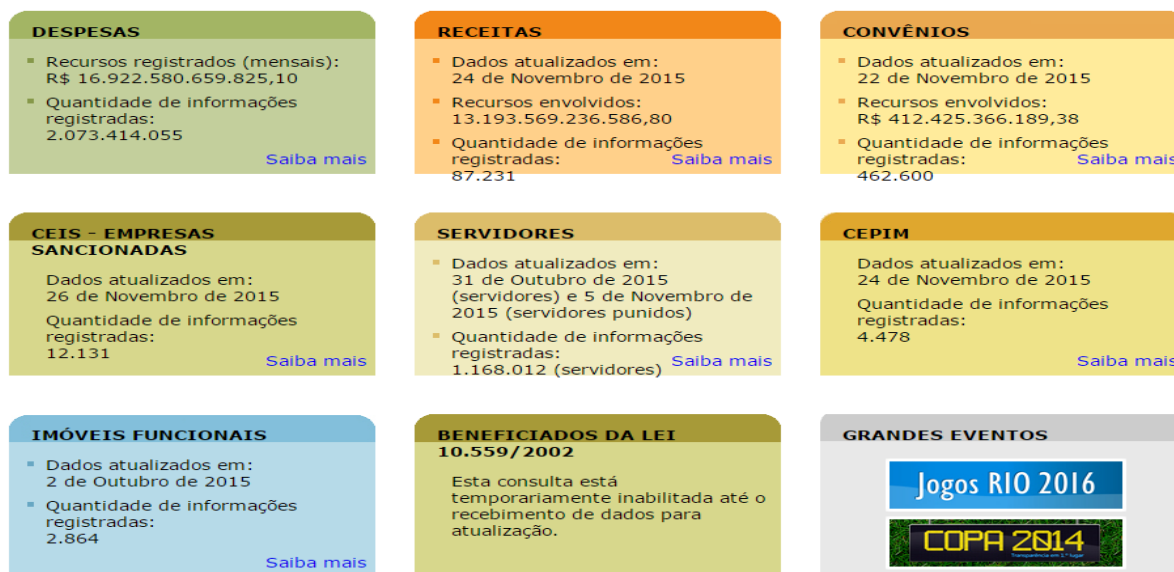 DESPESAS
Recursos registrados (mensais):
R$ 16.922.580.659.825,10
Quantidade de informações
registradas:
2.073.414.055
Saiba mais
RECEITAS
Dados atualizados em:
24 de Novembro de 2015
Recursos envolvidos:
13.193.569.236.586,80
Quantidade de informações
registradas:
87.231
Saiba mais
CONVÊNIOS
Dados atualizados em:
22 de Novembro de 2015
Recursos envolvidos:
R$ 412.425.366.189,38
Quantidade de informações
registradas:
462.600
Saiba mais
CEIS - EMPRESAS
SANCIONADAS
Dados atualizados em:
26 de Novembro de 2015
Quantidade de informações
registradas:
12.131
Saiba mais
SERVIDORES
Dados atualizados em:
31 de Outubro de 2015
(servidores) e 5 de Novembro de
2015 (servidores punidos)
Quantidade de informações
registradas:
1.168.012 (servidores)
Saiba mais
CEPIM
Dados atualizados em:
24 de Novembro de 2015
Quantidade de informações
registradas:
4.478
Saiba mais
IMÓVEIS FUNCIONAIS
Dados atualizados em:
2 de Outubro de 2015
Quantidade de informações
registradas:
2.864
Saiba mais
BENEFICIADOS DA LEI
10.559/2002
Esta consulta está
temporariamente inabilitada até o
recebimento de dados para
atualização.
GRANDES EVENTOS
Jogos RIO 2016
COPA 2014
Transparência em 1º lugar